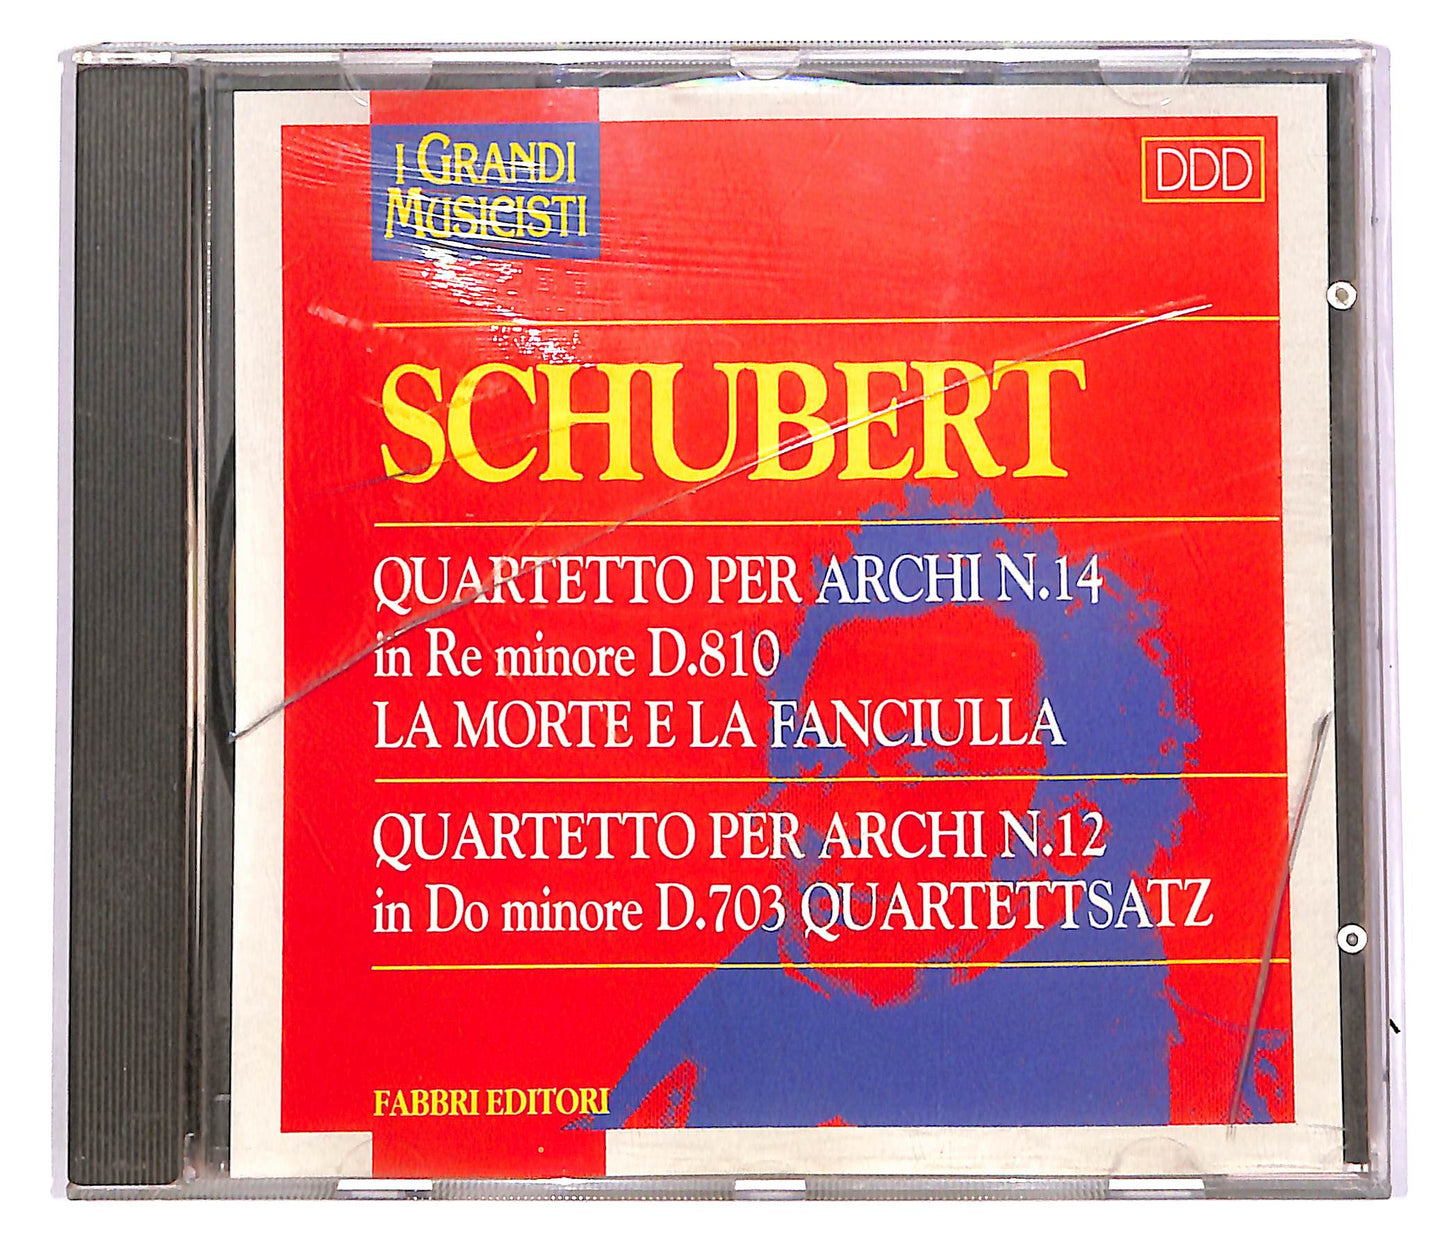 I GRANDI
MUSICISTI
DDD
SCHUBERT
QUARTETTO PER ARCHI N.14
in Re minore D.810
LA MORTE E LA FANCIULLA
QUARTETTO PER ARCHI N.12
in Do minore D.703 QUARTETTSATZ
FABBRI EDITORI